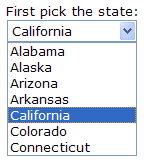 First pick the state:
California
Alabama
Alaska
Arizona
Arkansas
California
Colorado
Connecticut